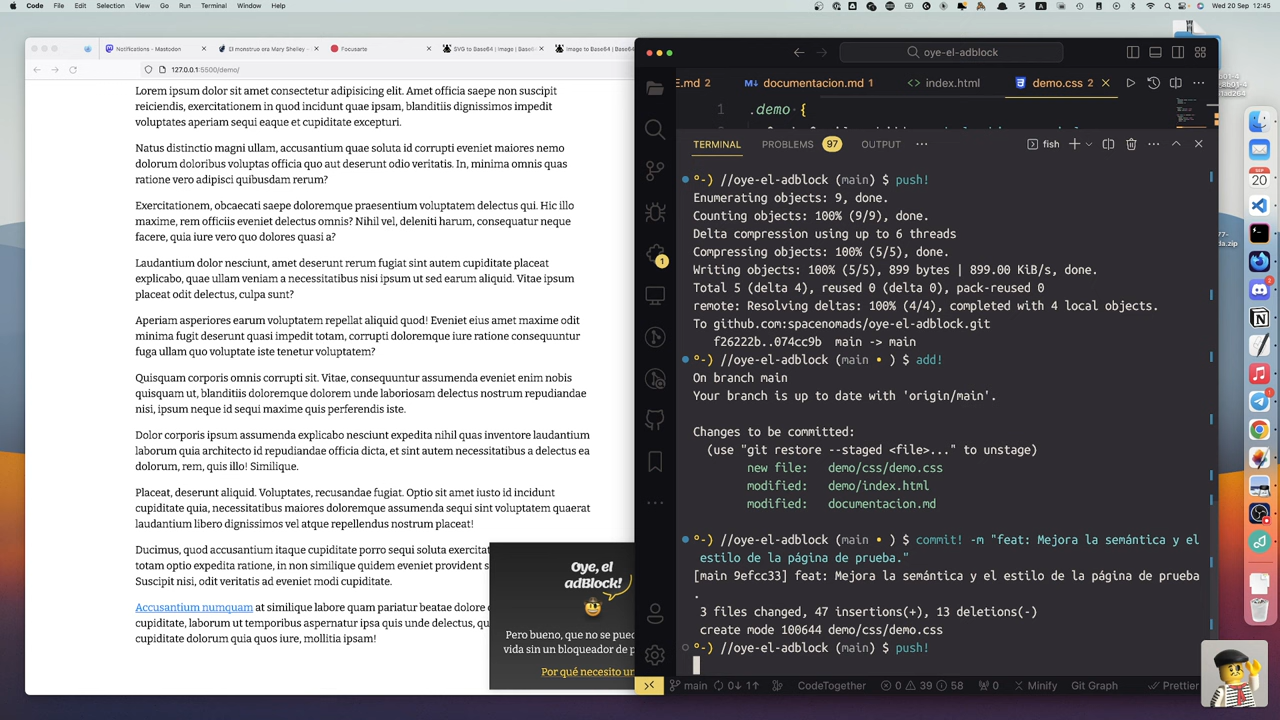 Code File Edit Selection View Go Run Terminal Window Help
Wed 20 Sep 12:45
Notifications - Mastodon
El monstruo ora Mary Shelley -
Focusarte
SVG to Base64 | Image | Base64
Image to Base64 | Base64
127.0.0.1:5500/demo/
Lorem ipsum dolor sit amet consectetur adipisicing elit. Amet officia saepe non suscipit
reiciendis, exercitationem in quod incidunt quae ipsam, blanditiis dignissimos impedit
voluptates aperiam sequi eaque et cupiditate excepturi.
Natus distinctio magni ullam, accusantium quae soluta id corrupti eveniet maiores nemo
dolorem doloribus voluptas officia quo aut deserunt odio veritatis. In, minima omnis quas
ratione vero adipisci quibusdam rerum?
Exercitationem, obcaecati saepe doloremque praesentium voluptatem delectus qui. Hic illo
maxime, rem officiis eveniet delectus omnis? Nihil vel, deleniti harum, consequatur neque
facere, quia iure vero quo dolores quasi a?
Laudantium dolor nesciunt, amet deserunt rerum fugiat sint autem cupiditate placeat
explicabo, quae ullam veniam a necessitatibus nisi ipsum ut sed earum aliquid. Vitae ipsum
placeat odit delectus, culpa sunt?
Aperiam asperiores earum voluptatem repellat aliquid quod! Eveniet eius amet maxime odit
minima fugit deserunt quasi impedit totam, corrupti doloremque iure ratione consequuntur
fuga ullam quo voluptate iste tenetur voluptatem?
Quisquam corporis omnis corrupti sit. Vitae, consequuntur assumenda eveniet enim nobis
quisquam ut, blanditiis doloremque dolorem unde laboriosam delectus nostrum repudiandae
nisi, ipsum neque id sequi maxime quis perferendis iste.
Dolor corporis ipsum assumenda explicabo nesciunt expedita nihil quas inventore laudantium
laborum quia architecto id repudiandae officia dicta, et sint autem necessitatibus a delectus ea
dolorum, rem, quis illo! Similique.
Placeat, deserunt aliquid. Voluptates, recusandae fugiat. Optio sit amet iusto id incidunt
cupiditate quia, necessitatibus maiores doloremque assumenda sequi sint voluptatem quaerat
laudantium libero dignissimos vel atque repellendus nostrum placeat!
Ducimus, quod accusantium itaque cupiditate porro sequi soluta exercitat
totam optio expedita ratione, in non similique quidem eveniet provident s
Suscipit nisi, odit veritatis ad eveniet modi cupiditate.
Accusantium numquam at similique labore quam pariatur beatae dolore
cupiditate, laborum ut temporibus aspernatur ipsa quis unde delectus, qu
cupiditate dolorum quia quos iure, mollitia ipsam!
Oye, el
adBlock!
Pero bueno, que no se pued
vida sin un bloqueador de p
Por qué necesito un
oye-el-adblock
E.md 2
documentacion.md 1
index.html
demo.css 2
1 .demo {
TERMINAL PROBLEMS 97 OUTPUT
fish
°-) //oye-el-adblock (main) $ push!
Enumerating objects: 9, done.
Counting objects: 100% (9/9), done.
Delta compression using up to 6 threads
Compressing objects: 100% (5/5), done.
Writing objects: 100% (5/5), 899 bytes | 899.00 KiB/s, done.
Total 5 (delta 4), reused 0 (delta 0), pack-reused 0
remote: Resolving deltas: 100% (4/4), completed with 4 local objects.
To github.com:spacenomads/oye-el-adblock.git
f26222b..074cc9b main -> main
°-) //oye-el-adblock (main • ) $ add!
On branch main
Your branch is up to date with 'origin/main'.
Changes to be committed:
(use "git restore --staged <file>..." to unstage)
new file: demo/css/demo.css
modified: demo/index.html
modified: documentacion.md
°-) //oye-el-adblock (main • ) $ commit! -m "feat: Mejora la semántica y el
estilo de la página de prueba."
[main 9efcc33] feat: Mejora la semántica y el estilo de la página de prueba
.
3 files changed, 47 insertions(+), 13 deletions(-)
create mode 100644 demo/css/demo.css
°-) //oye-el-adblock (main) $ push!
1
main 0↓ 1↑ CodeTogether 0 39 58 0 Minify Git Graph Prettier
SEP
20